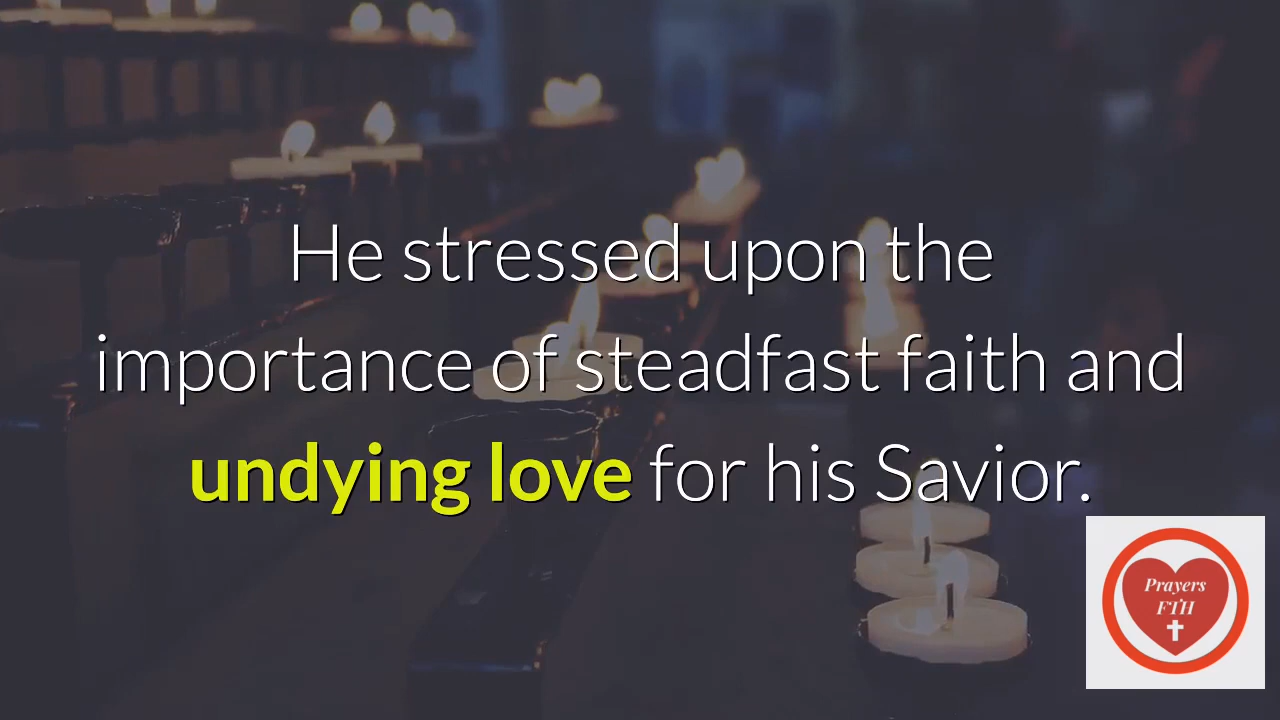 He stressed upon the
importance of steadfast faith and
undying love for his Savior.
Prayers
FTH